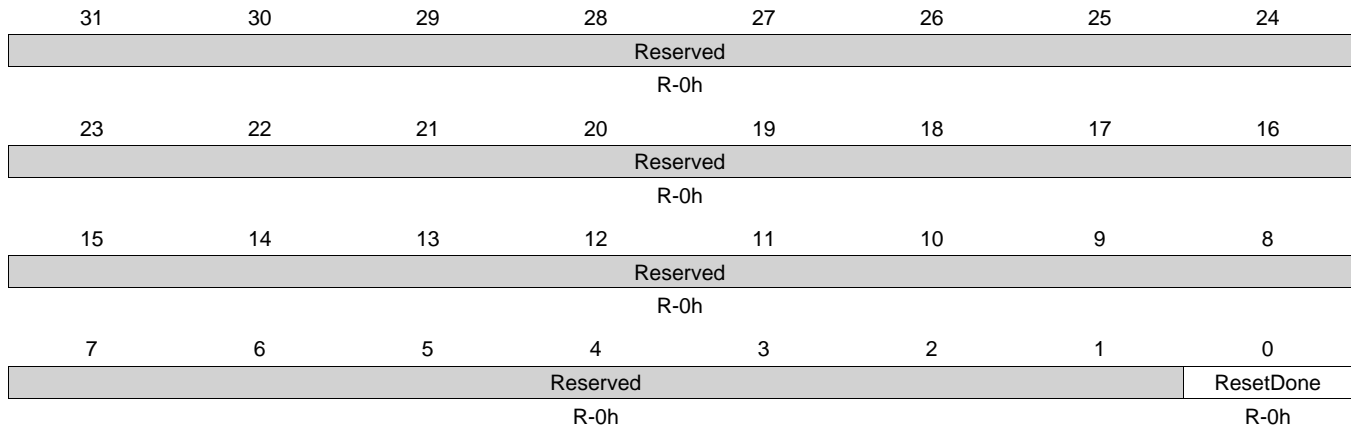 31 30 29 28 27 26 25 24
Reserved
R-0h
23 22 21 20 19 18 17 16
Reserved
R-0h
15 14 13 12 11 10 9 8
Reserved
R-0h
7 6 5 4 3 2 1 0
Reserved ResetDone
R-0h R-0h